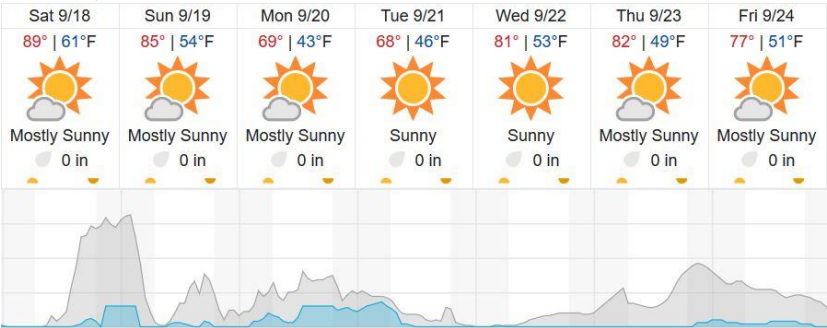 Sat 9/18 Sun 9/19 Mon 9/20 Tue 9/21 Wed 9/22 Thu 9/23 Fri 9/24
89° | 61°F 85° | 54°F 69° | 43°F 68° | 46°F 81° | 53°F 82° | 49°F 77° | 51°F
Mostly Sunny Mostly Sunny Mostly Sunny Sunny Sunny Mostly Sunny Mostly Sunny
0 in 0 in 0 in 0 in 0 in 0 in 0 in